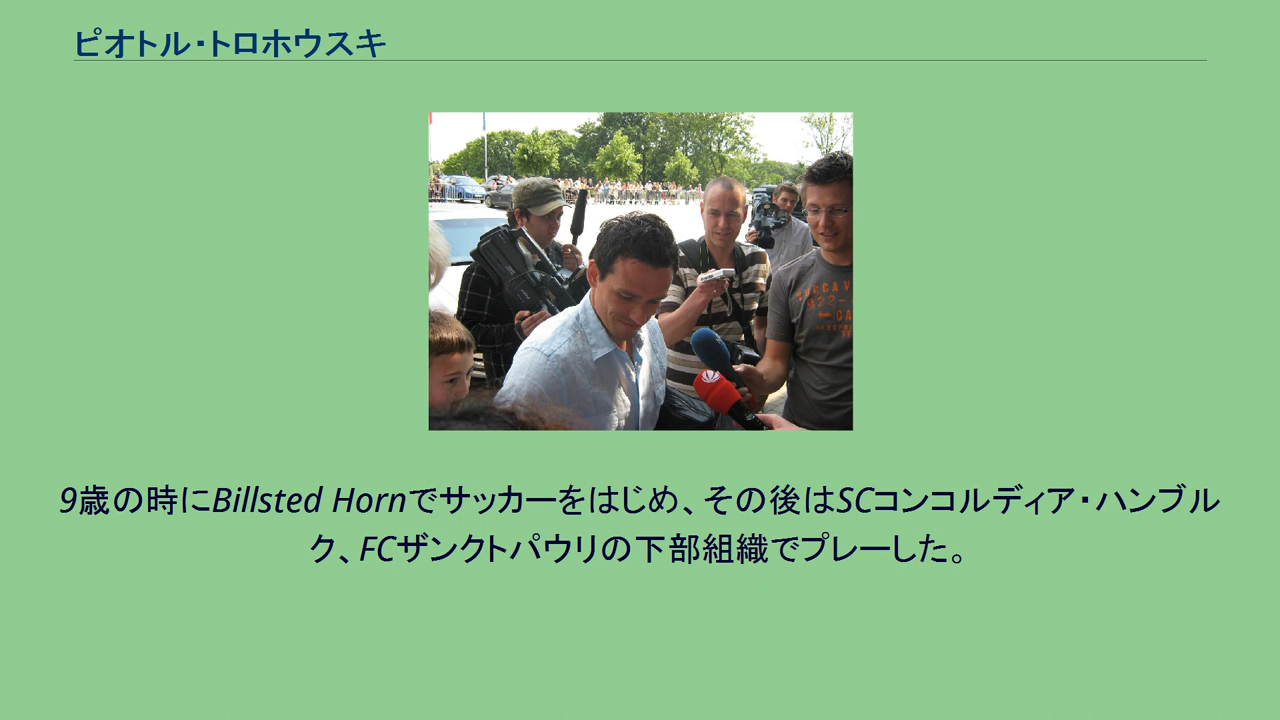 ピオトル・トロホウスキ
9歳の時にBillsted Hornでサッカーをはじめ、その後はSCコンコルディア・ハンブル
ク、FCザンクトパウリの下部組織でプレーした。